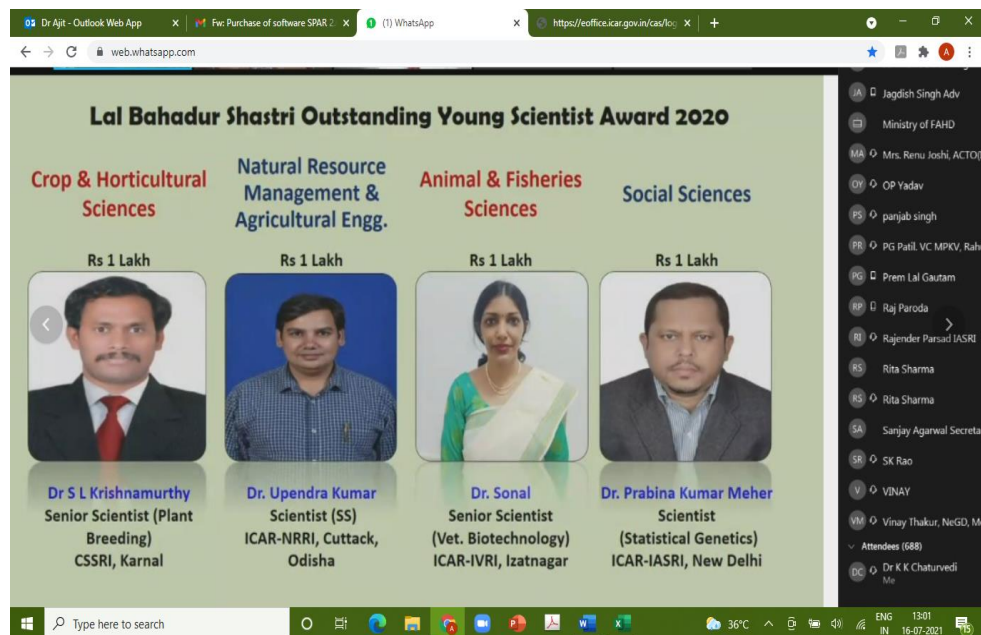 Dr Ajit - Outlook Web App
Fw: Purchase of software SPAR 2
(1) WhatsApp
https://eoffice.icar.gov.in/cas/log
web.whatsapp.com
A
Lal Bahadur Shastri Outstanding Young Scientist Award 2020
Crop & Horticultural
Sciences
Rs 1 Lakh
Dr S L Krishnamurthy
Senior Scientist (Plant
Breeding)
CSSRI, Karnal
Natural Resource
Management &
Agricultural Engg.
Rs 1 Lakh
Dr. Upendra Kumar
Scientist (SS)
ICAR-NRRI, Cuttack,
Odisha
Animal & Fisheries
Sciences
Rs 1 Lakh
Dr. Sonal
Senior Scientist
(Vet. Biotechnology)
ICAR-IVRI, Izatnagar
Social Sciences
Rs 1 Lakh
Dr. Prabina Kumar Meher
Scientist
(Statistical Genetics)
ICAR-IASRI, New Delhi
JA Jagdish Singh Adv
Ministry of FAHD
MA Mrs. Renu Joshi, ACTO(
OY OP Yadav
PS panjab singh
PR PG Patil. VC MPKV, Rah
PG Prem Lal Gautam
RP Raj Paroda
RI Rajender Parsad IASRI
RS Rita Sharma
RS Rita Sharma
SA Sanjay Agarwal Secreta
SR SK Rao
V VINAY
VM Vinay Thakur, NeGD, M
Attendees (688)
DC Dr K K Chaturvedi
Me
Type here to search
36°C
ENG
IN
13:01
16-07-2021
15